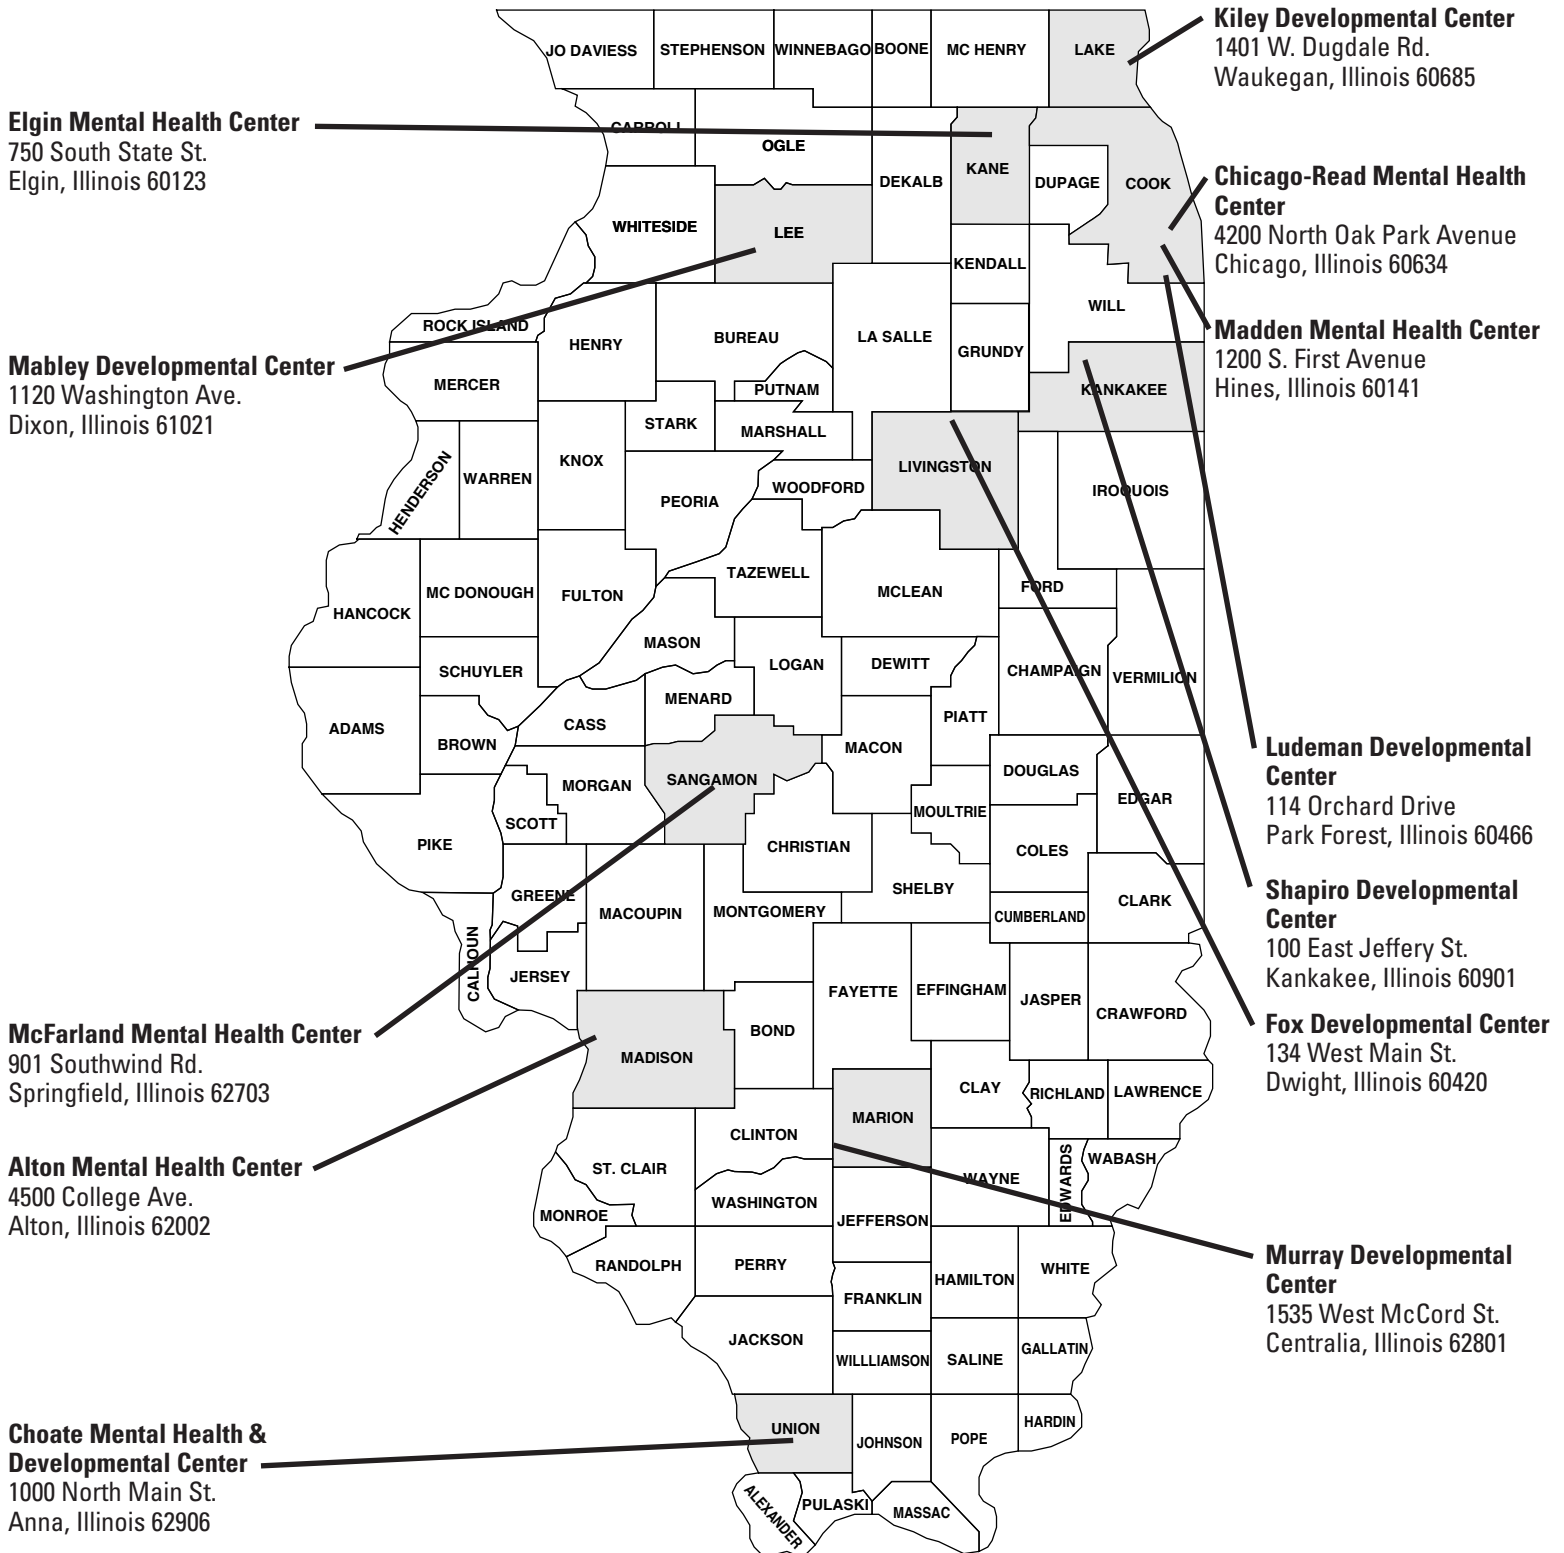 Kiley Developmental Center
1401 W. Dugdale Rd.
Waukegan, Illinois 60685
Elgin Mental Health Center
750 South State St.
Elgin, Illinois 60123
Chicago-Read Mental Health
Center
4200 North Oak Park Avenue
Chicago, Illinois 60634
Madden Mental Health Center
1200 S. First Avenue
Hines, Illinois 60141
Mabley Developmental Center
1120 Washington Ave.
Dixon, Illinois 61021
Ludeman Developmental
Center
114 Orchard Drive
Park Forest, Illinois 60466
Shapiro Developmental
Center
100 East Jeffery St.
Kankakee, Illinois 60901
Fox Developmental Center
134 West Main St.
Dwight, Illinois 60420
McFarland Mental Health Center
901 Southwind Rd.
Springfield, Illinois 62703
Alton Mental Health Center
4500 College Ave.
Alton, Illinois 62002
Murray Developmental
Center
1535 West McCord St.
Centralia, Illinois 62801
Choate Mental Health &
Developmental Center
1000 North Main St.
Anna, Illinois 62906
JO DAVIESS
STEPHENSON
WINNEBAGO
BOONE
MC HENRY
LAKE
CARROLL
OGLE
DEKALB
KANE
DUPAGE
COOK
WHITESIDE
LEE
KENDALL
WILL
ROCK ISLAND
HENRY
BUREAU
LA SALLE
GRUNDY
MERCER
PUTNAM
KANKAKEE
STARK
MARSHALL
HENDERSON
WARREN
KNOX
PEORIA
WOODFORD
LIVINGSTON
IROQUOIS
HANCOCK
MC DONOUGH
FULTON
TAZEWELL
MCLEAN
FORD
MASON
SCHUYLER
LOGAN
DEWITT
CHAMPAIGN
VERMILION
ADAMS
BROWN
CASS
MENARD
PIATT
MACON
SANGAMON
MORGAN
DOUGLAS
EDGAR
PIKE
SCOTT
CHRISTIAN
MOULTRIE
COLES
GREENE
MACOUPIN
MONTGOMERY
SHELBY
CUMBERLAND
CLARK
CALHOUN
JERSEY
FAYETTE
EFFINGHAM
JASPER
CRAWFORD
MADISON
BOND
CLAY
RICHLAND
LAWRENCE
MARION
CLINTON
ST. CLAIR
WASHINGTON
WAYNE
EDWARDS
WABASH
MONROE
JEFFERSON
RANDOLPH
PERRY
HAMILTON
WHITE
FRANKLIN
JACKSON
WILLLIAMSON
SALINE
GALLATIN
UNION
JOHNSON
POPE
HARDIN
ALEXANDER
PULASKI
MASSAC